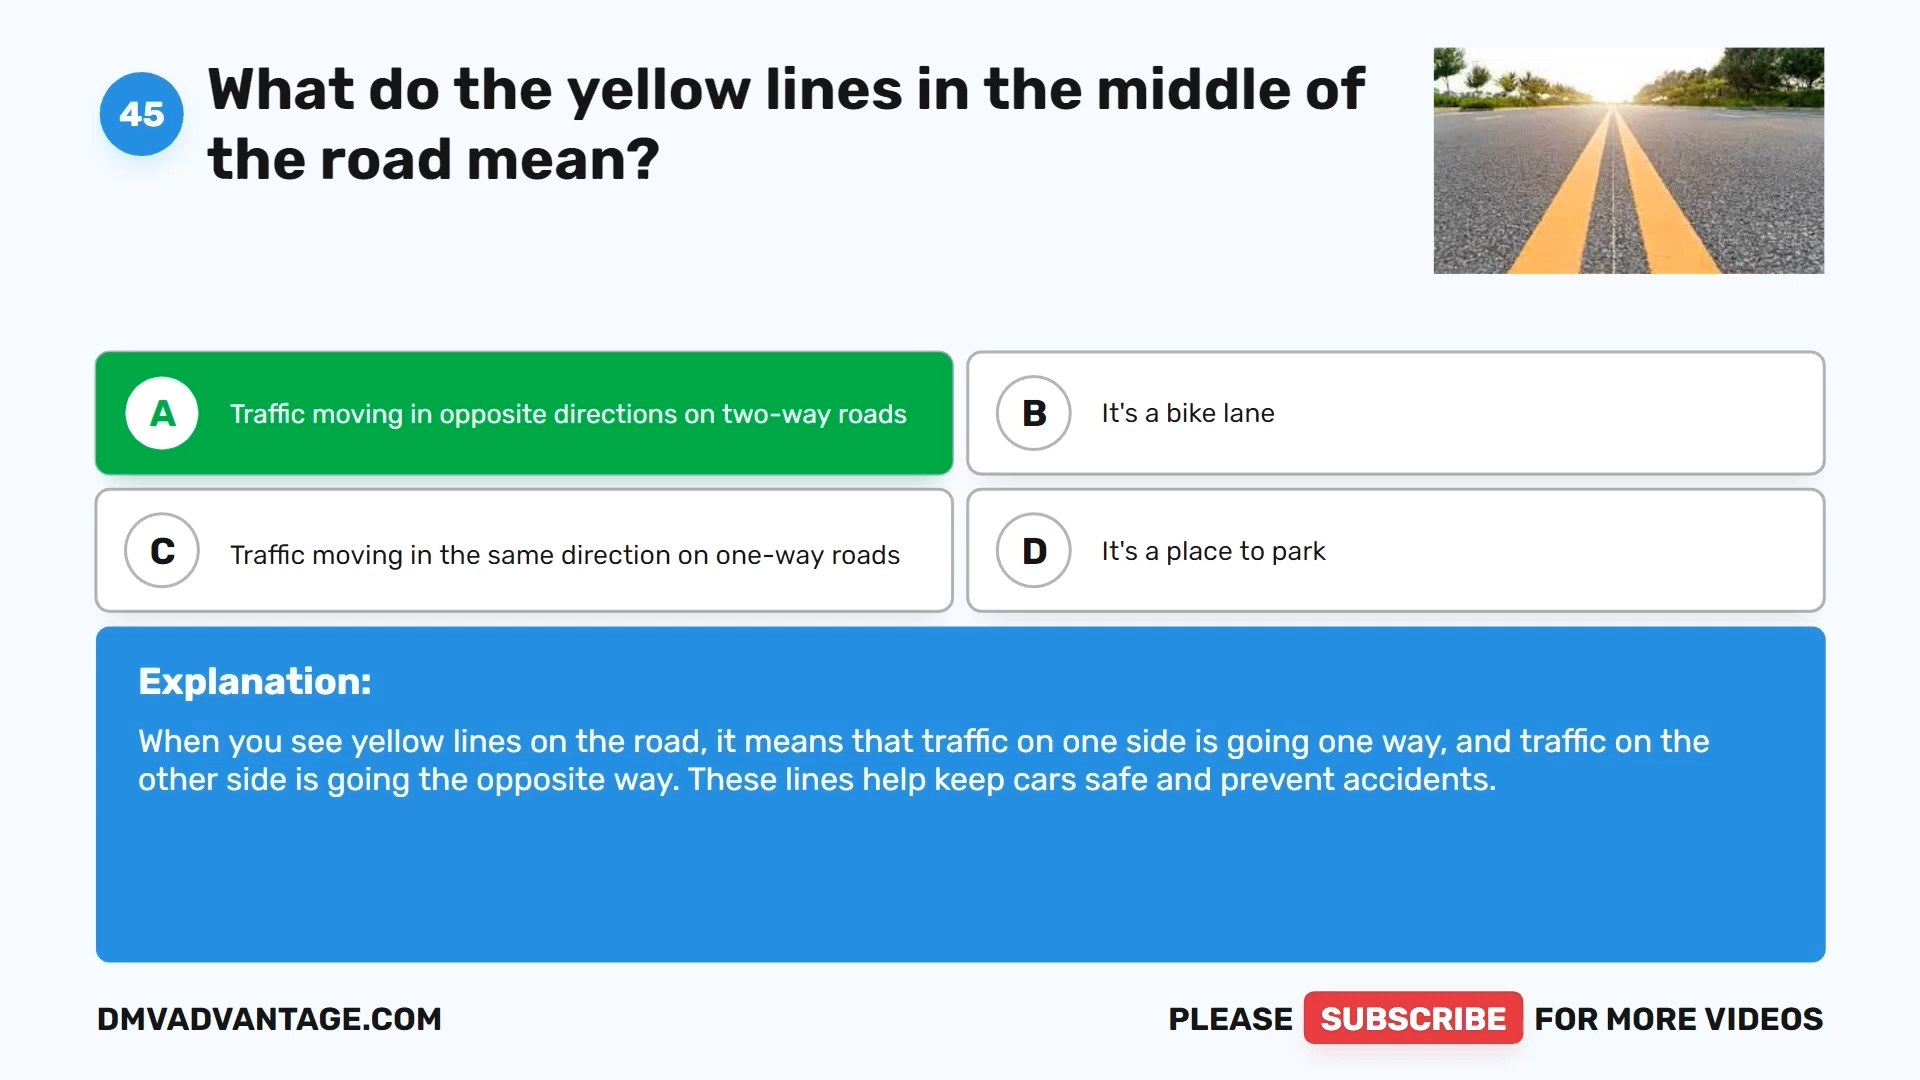 45
What do the yellow lines in the middle of
the road mean?
A
Traffic moving in opposite directions on two-way roads
B
It's a bike lane
C
Traffic moving in the same direction on one-way roads
D
It's a place to park
Explanation:
When you see yellow lines on the road, it means that traffic on one side is going one way, and traffic on the
other side is going the opposite way. These lines help keep cars safe and prevent accidents.
DMVADVANTAGE.COM
PLEASE SUBSCRIBE FOR MORE VIDEOS